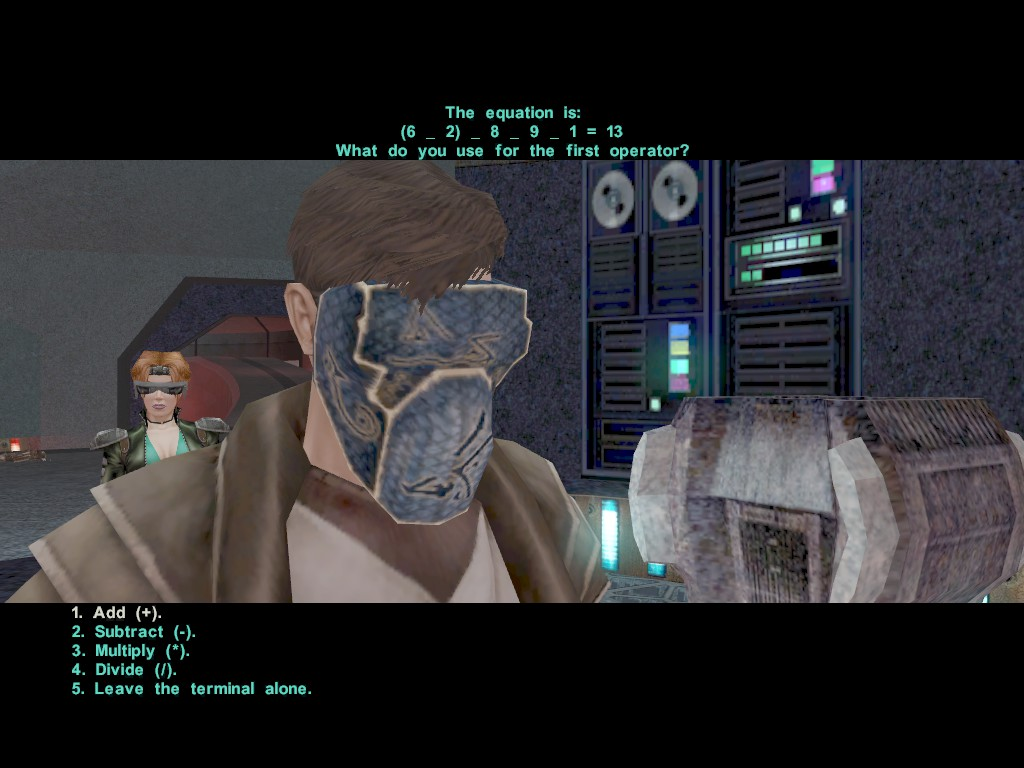 The equation is:
(6 _ 2) _ 8 _ 9 _ 1 = 13
What do you use for the first operator?
1. Add (+).
2. Subtract (-).
3. Multiply (*).
4. Divide (/).
5. Leave the terminal alone.